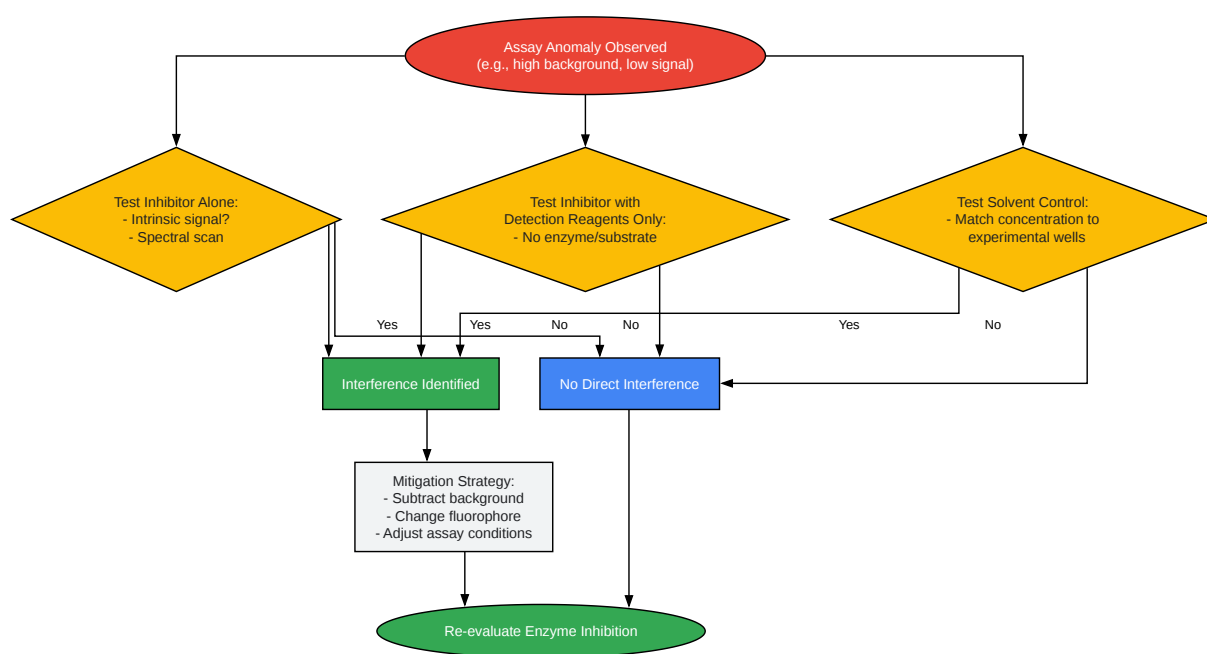 Assay Anomaly Observed
(e.g., high background, low signal)
Test Inhibitor Alone:
- Intrinsic signal?
- Spectral scan
Test Inhibitor with
Detection Reagents Only:
- No enzyme/substrate
Test Solvent Control:
- Match concentration to
experimental wells
Yes
Yes
No
No
Yes
No
Interference Identified
No Direct Interference
Mitigation Strategy:
- Subtract background
- Change fluorophore
- Adjust assay conditions
Re-evaluate Enzyme Inhibition